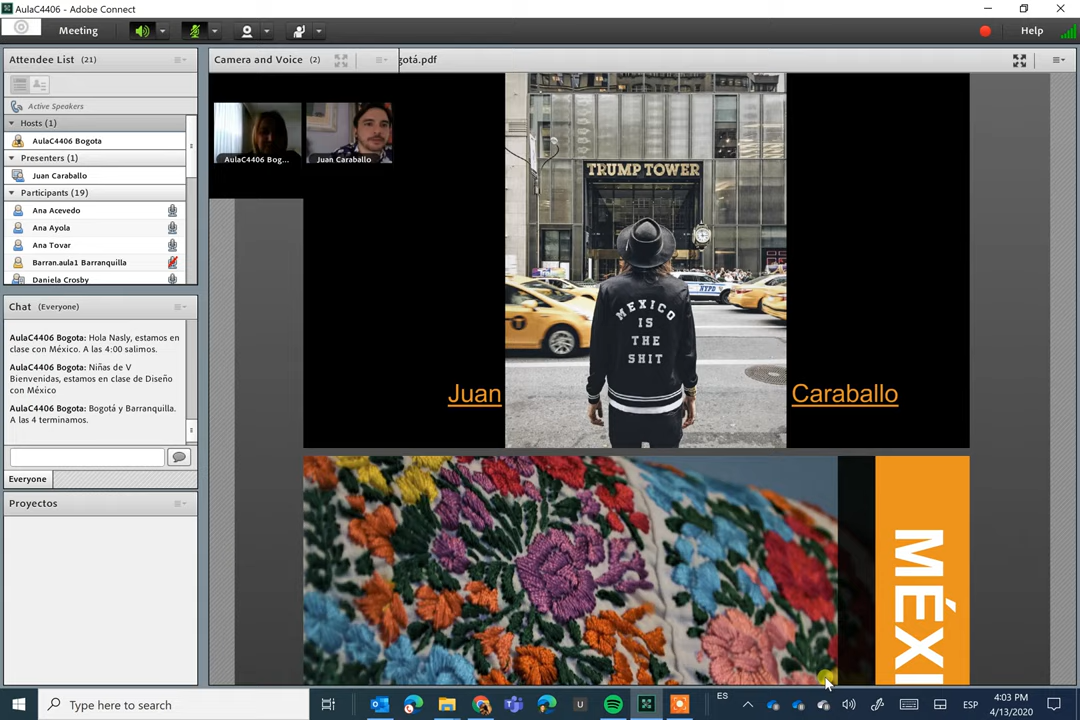 AulaC4406 - Adobe Connect
Meeting
Help
Attendee List (21)
Active Speakers
Hosts (1)
AulaC4406 Bogota
Presenters (1)
Juan Caraballo
Participants (19)
Ana Acevedo
Ana Ayola
Ana Tovar
Barran.aula1 Barranquilla
Daniela Crosby
Chat (Everyone)
AulaC4406 Bogota: Hola Nasly, estamos en
clase con México. A las 4:00 salimos.
AulaC4406 Bogota: Niñas de V
Bienvenidas, estamos en clase de Diseño
con México
AulaC4406 Bogota: Bogotá y Barranquilla.
A las 4 terminamos.
Everyone
Proyectos
Camera and Voice (2)
gotá.pdf
AulaC4406 Bog...
Juan Caraballo
TRUMP TOWER
NYPD
MEXICO
IS
THE
SHIT
Juan
Caraballo
MÉXI
Type here to search
ES
ESP
4:03 PM
4/13/2020